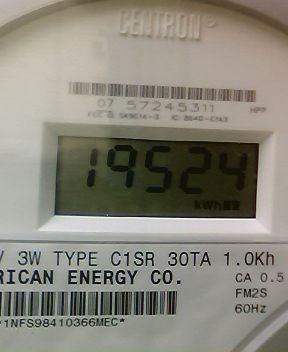 CENTRON®
07 57245311 HPP
19524
kWh
3W TYPE C1SR 30TA 1.0Kh
RICAN ENERGY CO.
CA 0.5
FM2S
60Hz
*1NFS98410366MEC*